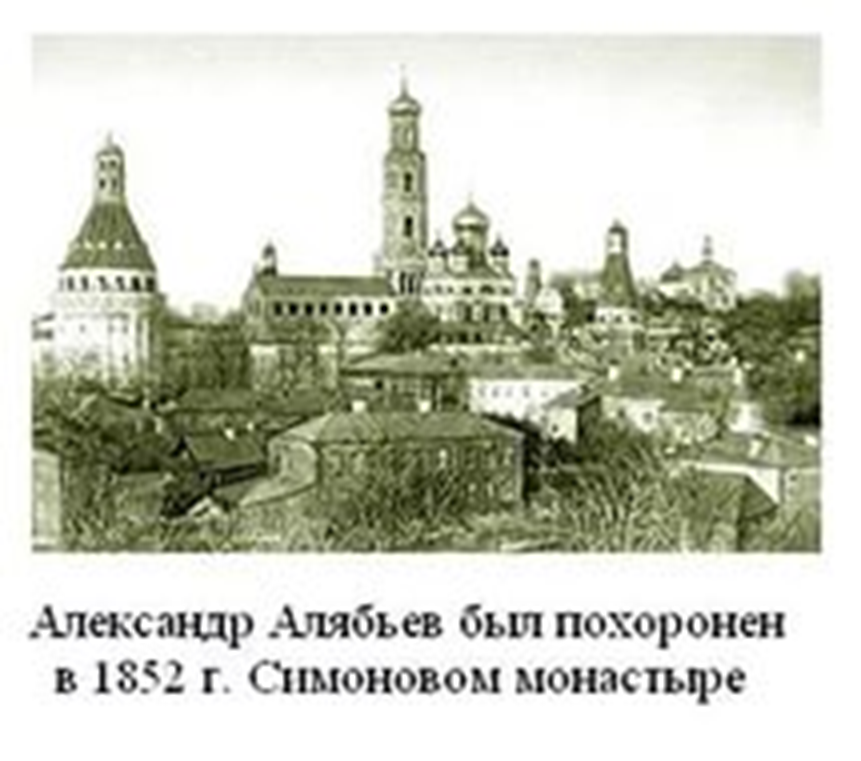 Александр Алябьев был похоронен
в 1852 г. Симоновом монастыре